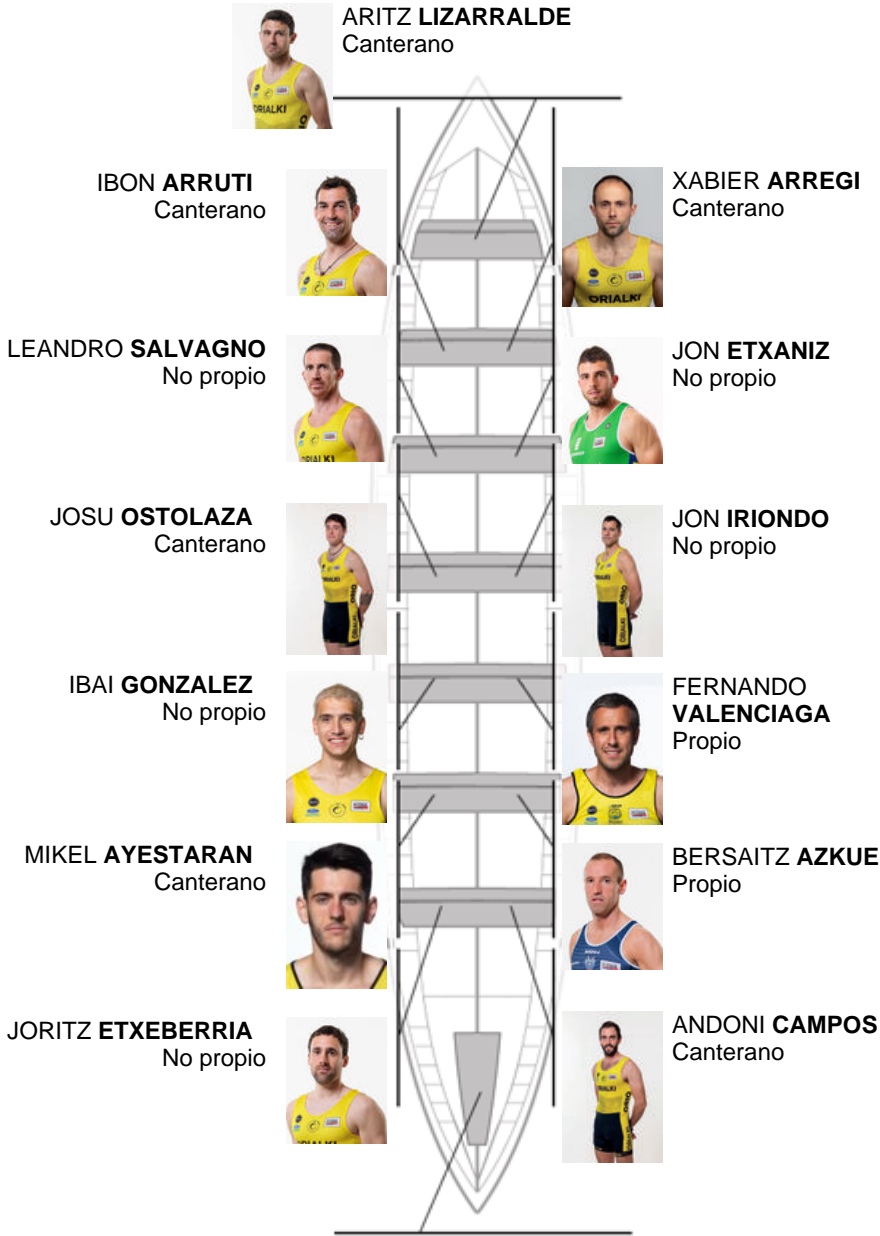 ARITZ LIZARRALDE
Canterano
IBON ARRUTI
Canterano
XABIER ARREGI
Canterano
LEANDRO SALVAGNO
No propio
JON ETXANIZ
No propio
JOSU OSTOLAZA
Canterano
JON IRIONDO
No propio
IBAI GONZALEZ
No propio
FERNANDO
VALENCIAGA
Propio
MIKEL AYESTARAN
Canterano
BERSAITZ AZKUE
Propio
JORITZ ETXEBERRIA
No propio
ANDONI CAMPOS
Canterano
ORIALKI
ORIALKI